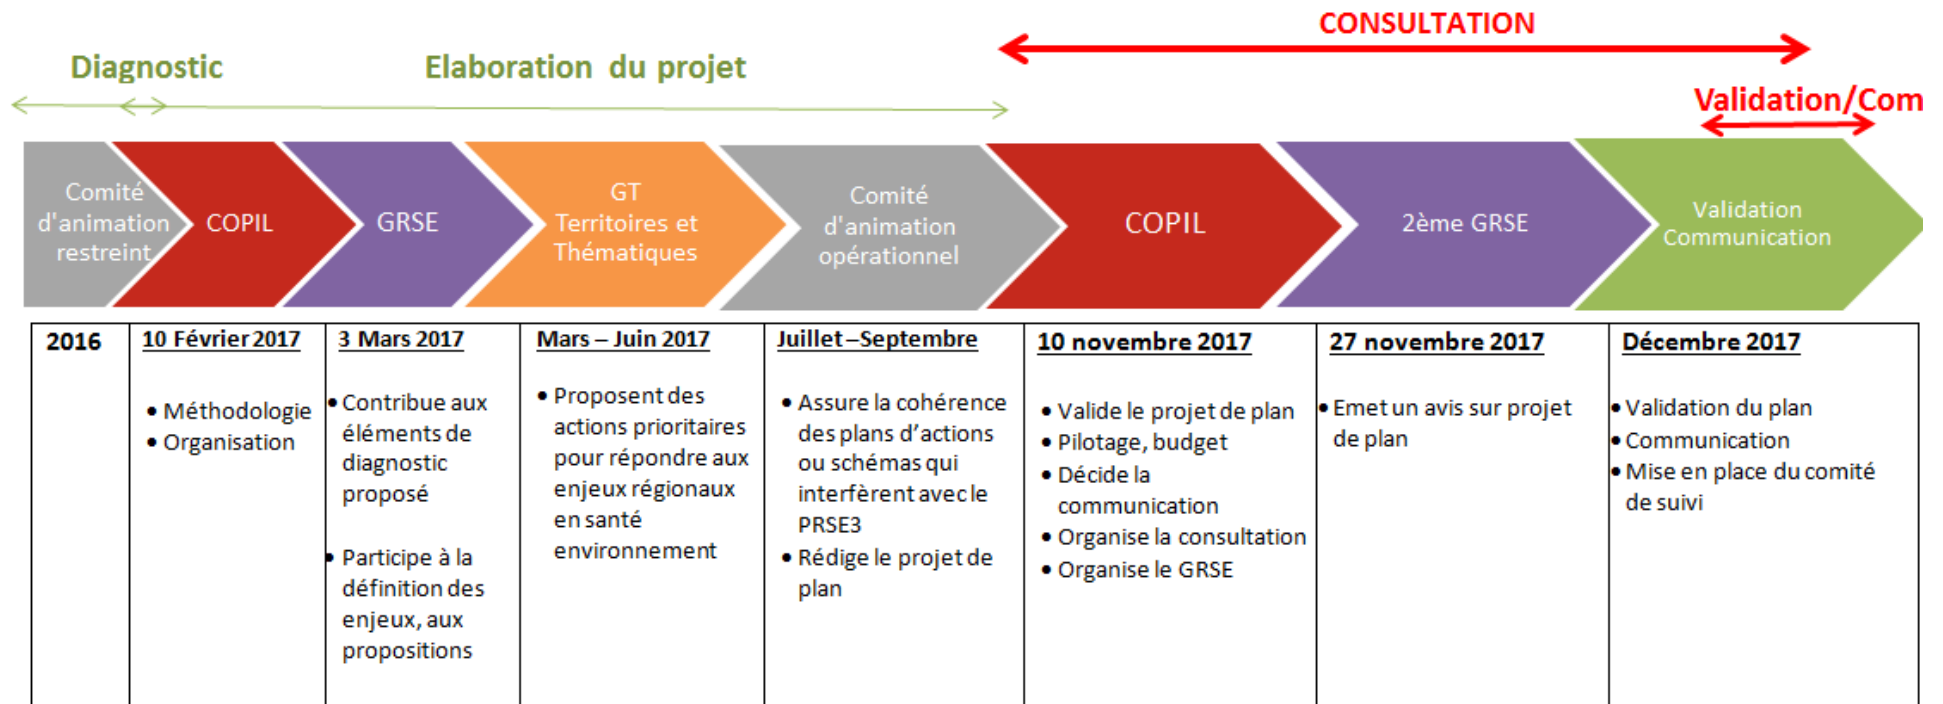 CONSULTATION
Diagnostic
Elaboration du projet
Validation/Com
Comité
d'animation
restreint
COPIL
GRSE
GT
Territoires et
Thématiques
Comité
d'animation
opérationnel
COPIL
2ème GRSE
Validation
Communication
2016
10 Février 2017
• Méthodologie
• Organisation
3 Mars 2017
• Contribue aux
éléments de
diagnostic
proposé
• Participe à la
définition des
enjeux, aux
propositions
Mars – Juin 2017
• Proposent des
actions prioritaires
pour répondre aux
enjeux régionaux
en santé
environnement
Juillet –Septembre
• Assure la cohérence
des plans d’actions
ou schémas qui
interfèrent avec le
PRSE3
• Rédige le projet de
plan
10 novembre 2017
• Valide le projet de plan
• Pilotage, budget
• Décide la
communication
• Organise la consultation
• Organise le GRSE
27 novembre 2017
• Emet un avis sur projet
de plan
Décembre 2017
• Validation du plan
• Communication
• Mise en place du comité
de suivi